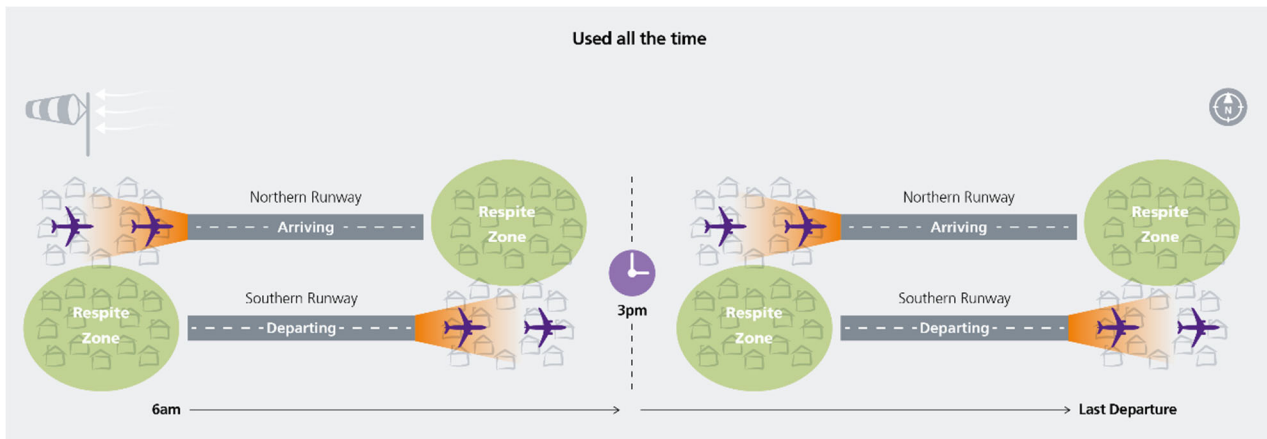 Used all the time
N
Northern Runway
Arriving
Respite
Zone
Respite
Zone
Southern Runway
Departing
6am
3pm
Northern Runway
Arriving
Respite
Zone
Respite
Zone
Southern Runway
Departing
Last Departure